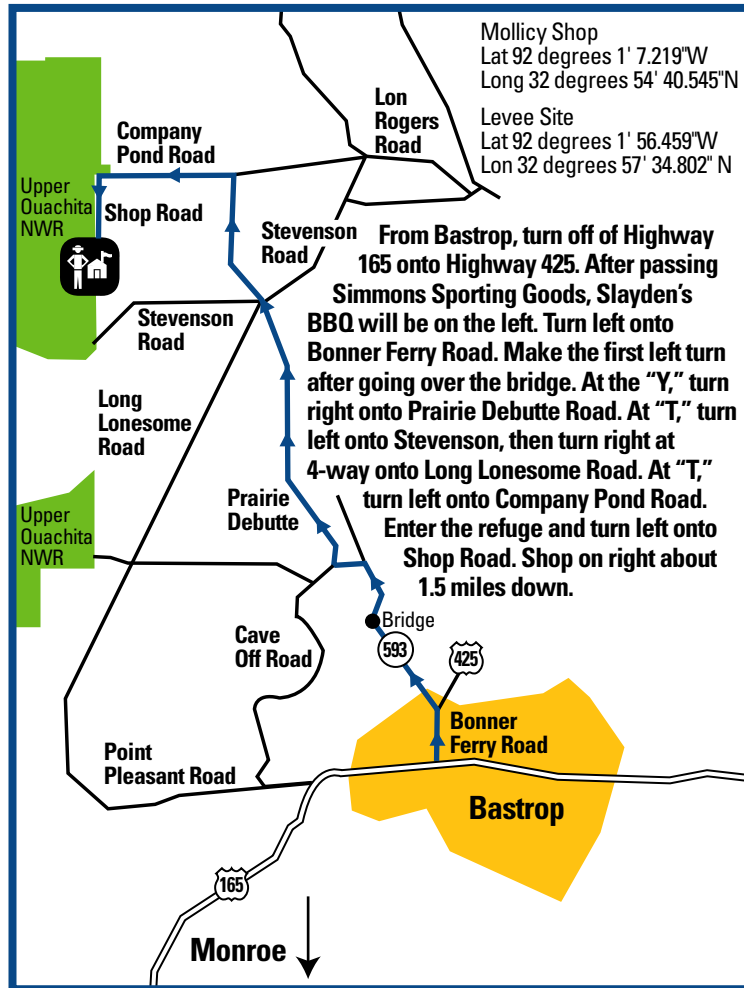 Mollicy Shop
Lat 92 degrees 1' 7.219"W
Long 32 degrees 54' 40.545"N
Levee Site
Lat 92 degrees 1' 56.459"W
Lon 32 degrees 57' 34.802" N
Lon
Rogers
Road
Company
Pond Road
Upper
Ouachita
NWR
Shop Road
Stevenson
Road
From Bastrop, turn off of Highway
165 onto Highway 425. After passing
Simmons Sporting Goods, Slayden's
BBQ will be on the left. Turn left onto
Bonner Ferry Road. Make the first left turn
after going over the bridge. At the “Y,” turn
right onto Prairie Debutte Road. At “T,” turn
left onto Stevenson, then turn right at
4-way onto Long Lonesome Road. At “T,”
turn left onto Company Pond Road.
Enter the refuge and turn left onto
Shop Road. Shop on right about
1.5 miles down.
Stevenson
Road
Long
Lonesome
Road
Prairie
Debutte
Upper
Ouachita
NWR
Bridge
Cave
Off Road
593
425
Bonner
Ferry Road
Point
Pleasant Road
Bastrop
165
Monroe